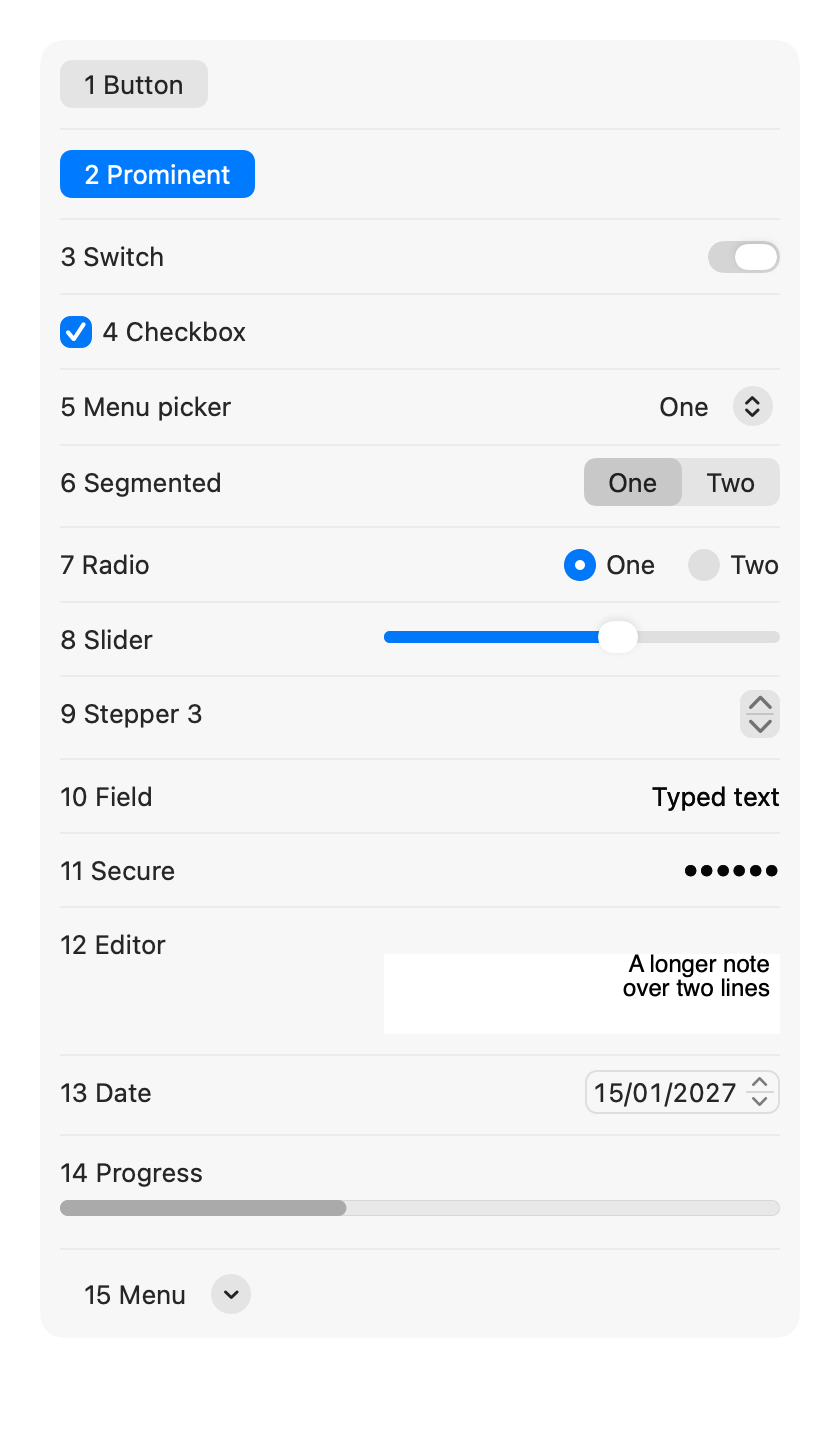 1 Button
2 Prominent
3 Switch
4 Checkbox
5 Menu picker One
6 Segmented One Two
7 Radio One Two
8 Slider
9 Stepper 3
10 Field Typed text
11 Secure ••••••
12 Editor
A longer note
over two lines
13 Date 15/01/2027
14 Progress
15 Menu